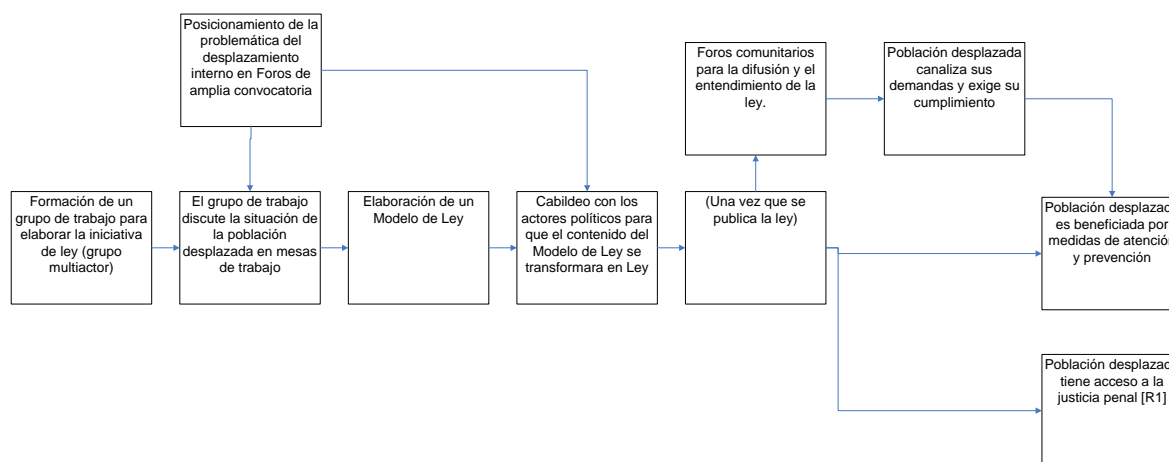 Posicionamiento de la
problemática del
desplazamiento
interno en Foros de
amplia convocatoria
Foros comunitarios
para la difusión y el
entendimiento de la
ley.
Población desplazada
canaliza sus
demandas y exige su
cumplimiento
Formación de un
grupo de trabajo para
elaborar la iniciativa
de ley (grupo
multiactor)
El grupo de trabajo
discute la situación de
la población
desplazada en mesas
de trabajo
Elaboración de un
Modelo de Ley
Cabildeo con los
actores políticos para
que el contenido del
Modelo de Ley se
transformara en Ley
(Una vez que se
publica la ley)
Población desplazad
es beneficiada por
medidas de atención
y prevención
Población desplazad
tiene acceso a la
justicia penal [R1]